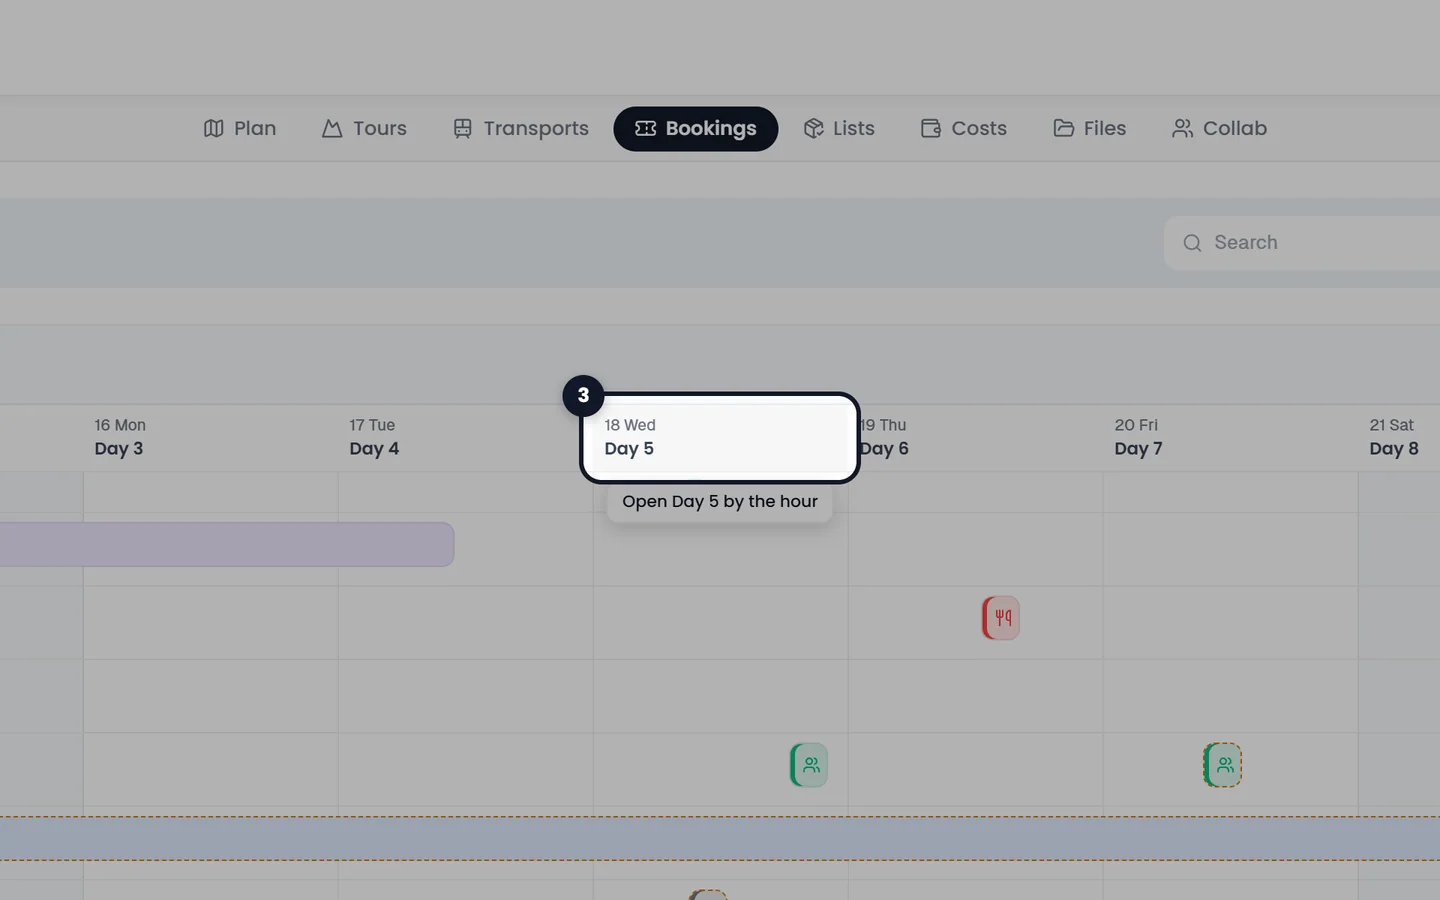 Plan Tours Transports Bookings Lists Costs Files Collab
Search
3
16 Mon 17 Tue 18 Wed 19 Thu 20 Fri 21 Sat
Day 3 Day 4 Day 5 Day 6 Day 7 Day 8
Open Day 5 by the hour